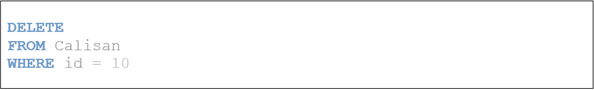 DELETE
FROM Calisan
WHERE id = 10